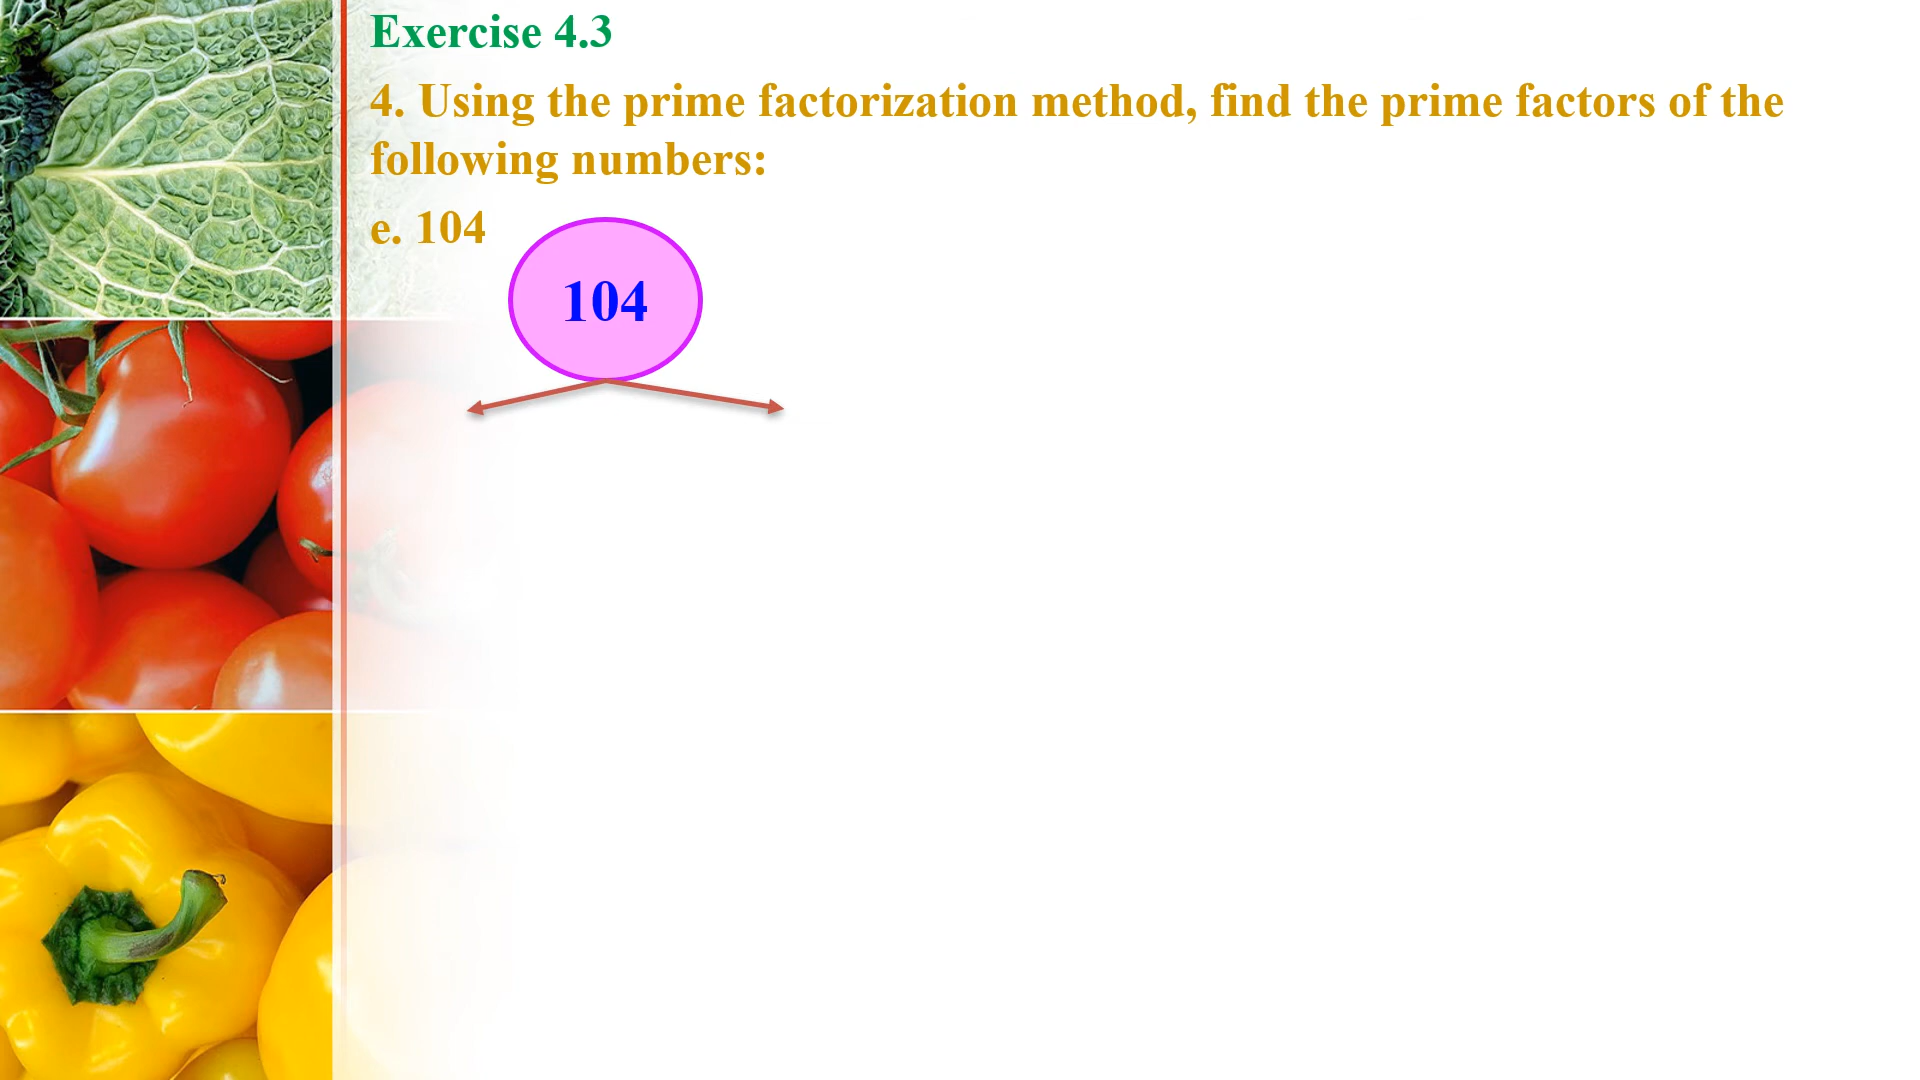 Exercise 4.3
4. Using the prime factorization method, find the prime factors of the
following numbers:
e. 104
104